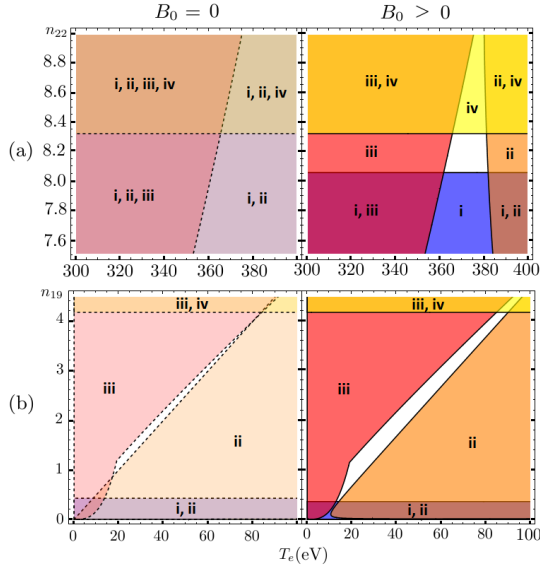 B₀ = 0 B₀ > 0
n₂₂
8.8
8.6
8.4
8.2
8.0
7.8
7.6
(a)
i, ii, iii, iv
i, ii, iv
i, ii, iii
i, ii
iii, iv
iv
ii, iv
iii
ii
i, iii
i
i, ii
300 320 340 360 380 300 320 340 360 380 400
n₁₉
4
3
2
1
0
(b)
iii, iv
iii
ii
i, ii
iii, iv
iii
ii
i, ii
0 20 40 60 80 0 20 40 60 80 100
Tₑ(eV)